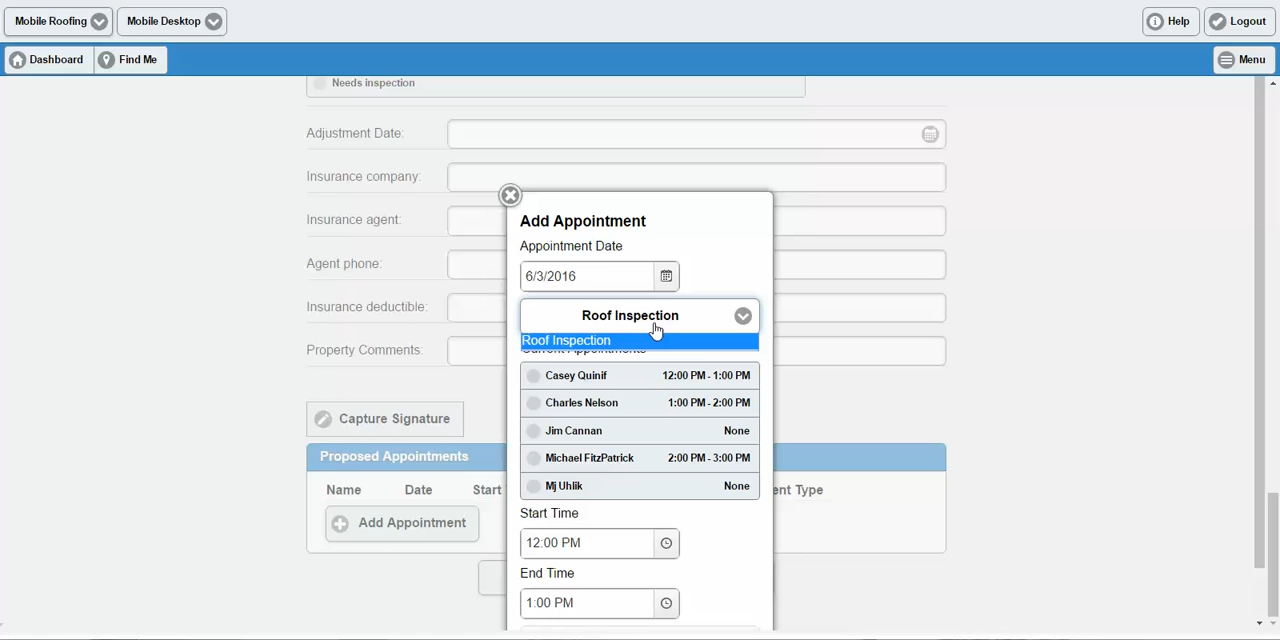 Mobile Roofing Mobile Desktop Help Logout
Dashboard Find Me Menu
Needs inspection
Adjustment Date:
Insurance company:
Insurance agent:
Agent phone:
Insurance deductible:
Property Comments:
Capture Signature
Proposed Appointments
Name Date Start ent Type
Add Appointment
Add Appointment
Appointment Date
6/3/2016
Roof Inspection
Roof Inspection
Current Appointments
Casey Quinif 12:00 PM - 1:00 PM
Charles Nelson 1:00 PM - 2:00 PM
Jim Cannan None
Michael FitzPatrick 2:00 PM - 3:00 PM
Mj Uhlik None
Start Time
12:00 PM
End Time
1:00 PM